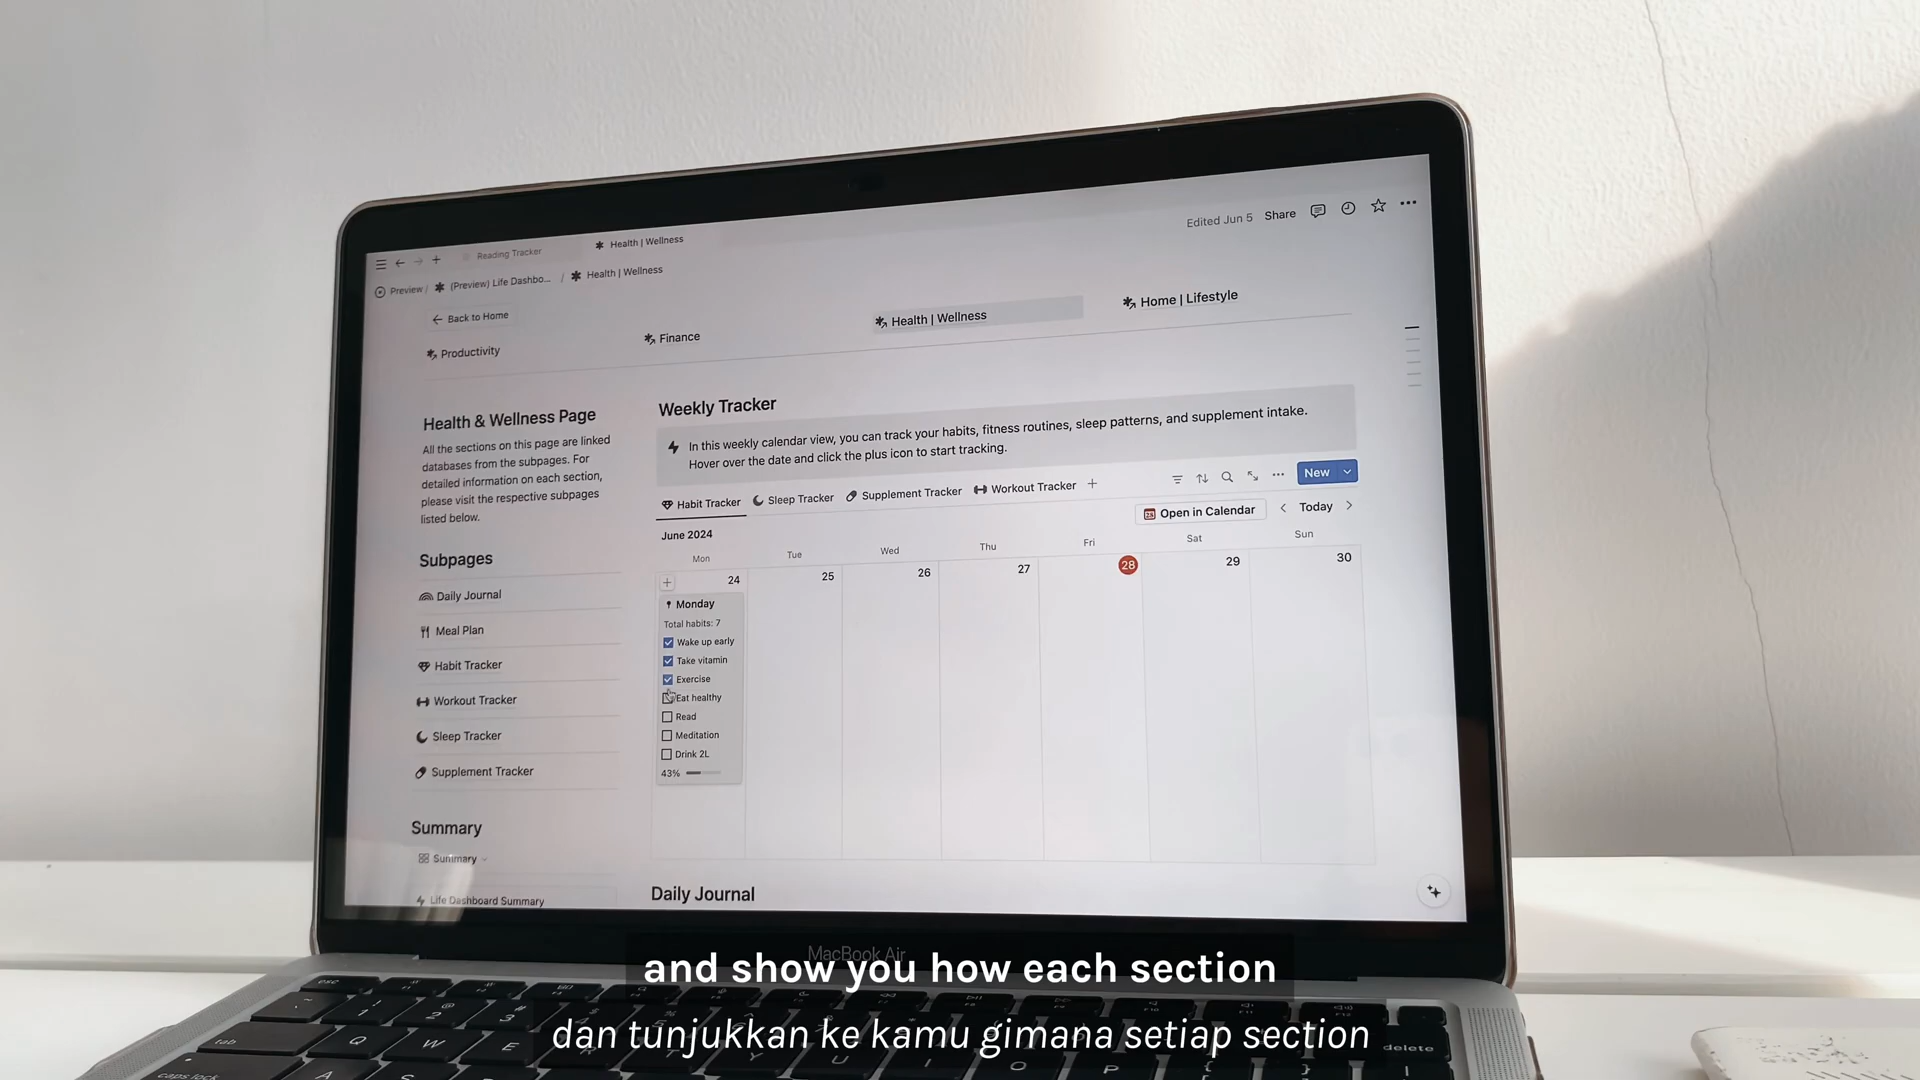 Reading Tracker
Health | Wellness
Edited Jun 5
Share
Preview /
(Preview) Life Dashbo...
/
Health | Wellness
Back to Home
Productivity
Finance
Health | Wellness
Home | Lifestyle
Health & Wellness Page
All the sections on this page are linked
databases from the subpages. For
detailed information on each section,
please visit the respective subpages
listed below.
Subpages
Daily Journal
Meal Plan
Habit Tracker
Workout Tracker
Sleep Tracker
Supplement Tracker
Summary
Summary
Life Dashboard Summary
Weekly Tracker
In this weekly calendar view, you can track your habits, fitness routines, sleep patterns, and supplement intake.
Hover over the date and click the plus icon to start tracking.
Habit Tracker
Sleep Tracker
Supplement Tracker
Workout Tracker
New
June 2024
Open in Calendar
Today
Mon
Tue
Wed
Thu
Fri
Sat
Sun
24
25
26
27
28
29
30
Monday
Total habits: 7
Wake up early
Take vitamin
Exercise
Eat healthy
Read
Meditation
Drink 2L
43%
Daily Journal
MacBook Air
and show you how each section
dan tunjukkan ke kamu gimana setiap section
esc
1
2
3
tab
Q
W
E
T
Y
U
O
P
delete
caps lock
A